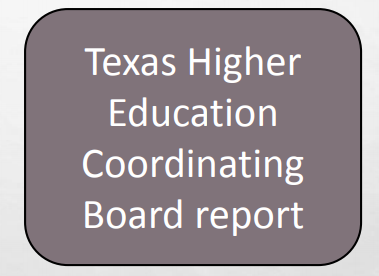 Texas Higher
Education
Coordinating
Board report